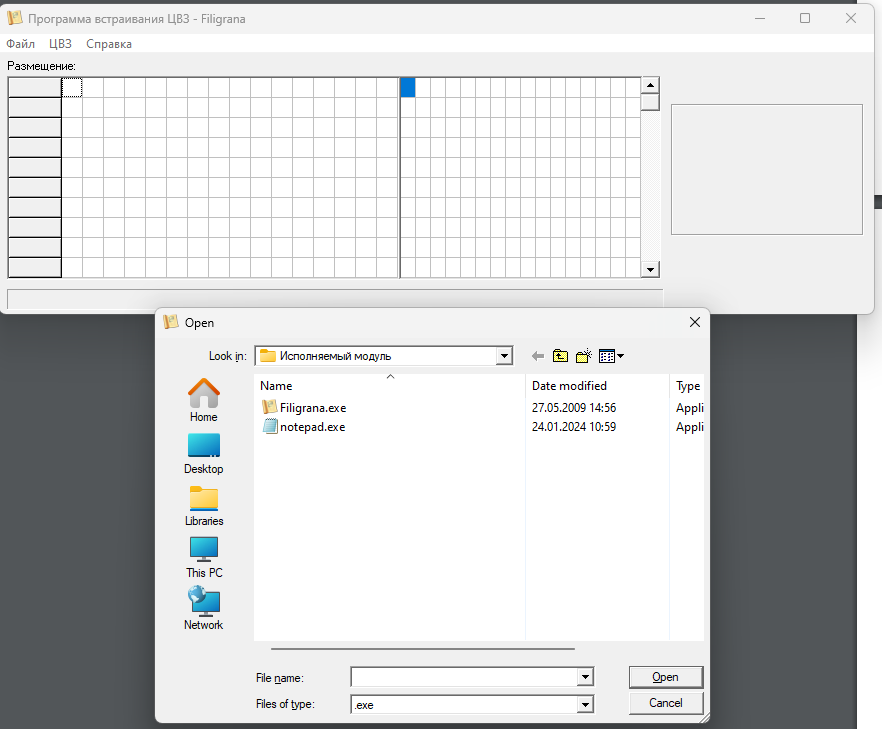 Программа встраивания ЦВЗ - Filigrana
Файл ЦВЗ Справка
Размещение:
Open
Look in: Исполняемый модуль
Name Date modified Type
Filigrana.exe 27.05.2009 14:56 Appli
notepad.exe 24.01.2024 10:59 Appli
Home
Desktop
Libraries
This PC
Network
File name: Open
Files of type: .exe Cancel